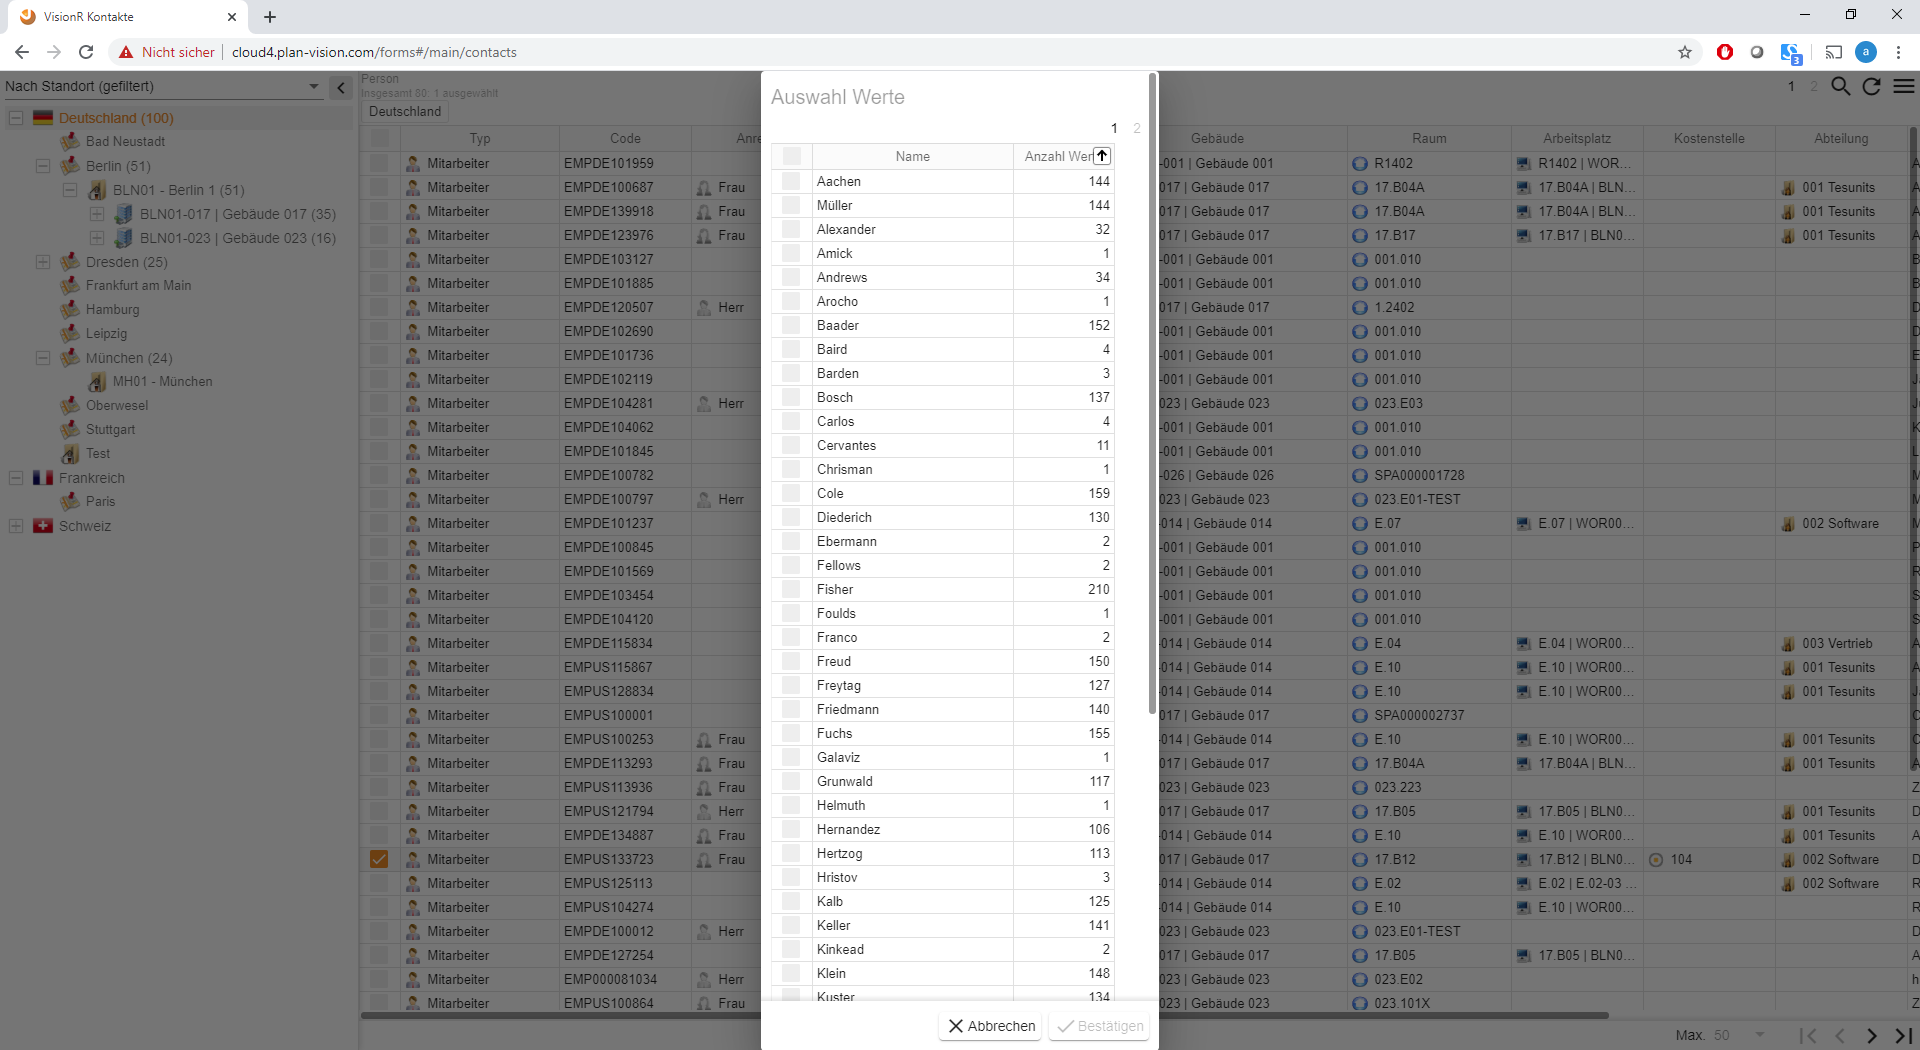 VisionR Kontakte
Nicht sicher cloud4.plan-vision.com/forms#/main/contacts
3 a
Nach Standort (gefiltert)
Deutschland (100)
Bad Neustadt
Berlin (51)
BLN01 - Berlin 1 (51)
BLN01-017 | Gebäude 017 (35)
BLN01-023 | Gebäude 023 (16)
Dresden (25)
Frankfurt am Main
Hamburg
Leipzig
München (24)
MH01 - München
Oberwesel
Stuttgart
Test
Frankreich
Paris
Schweiz
Person
Insgesamt 80: 1 ausgewählt
1 2
Deutschland
Typ Code Gebäude Raum Arbeitsplatz Kostenstelle Abteilung
Mitarbeiter EMPDE101959 -001 | Gebäude 001 R1402 R1402 | WOR...
Mitarbeiter EMPDE100687 Frau 017 | Gebäude 017 17.B04A 17.B04A | BLN... 001 Tesunits
Mitarbeiter EMPDE139918 Frau 017 | Gebäude 017 17.B04A 17.B04A | BLN... 001 Tesunits
Mitarbeiter EMPDE123976 Frau 017 | Gebäude 017 17.B17 17.B17 | BLN0... 001 Tesunits
Mitarbeiter EMPDE103127 -001 | Gebäude 001 001.010
Mitarbeiter EMPDE101885 -001 | Gebäude 001 001.010
Mitarbeiter EMPDE120507 Herr 017 | Gebäude 017 1.2402
Mitarbeiter EMPDE102690 -001 | Gebäude 001 001.010
Mitarbeiter EMPDE101736 -001 | Gebäude 001 001.010
Mitarbeiter EMPDE102119 -001 | Gebäude 001 001.010
Mitarbeiter EMPDE104281 Herr 023 | Gebäude 023 023.E03
Mitarbeiter EMPDE104062 -001 | Gebäude 001 001.010
Mitarbeiter EMPDE101845 -001 | Gebäude 001 001.010
Mitarbeiter EMPDE100782 -026 | Gebäude 026 SPA000001728
Mitarbeiter EMPDE100797 Herr 023 | Gebäude 023 023.E01-TEST
Mitarbeiter EMPDE101237 -014 | Gebäude 014 E.07 E.07 | WOR00... 002 Software
Mitarbeiter EMPDE100845 -001 | Gebäude 001 001.010
Mitarbeiter EMPDE101569 -001 | Gebäude 001 001.010
Mitarbeiter EMPDE103454 -001 | Gebäude 001 001.010
Mitarbeiter EMPDE104120 -001 | Gebäude 001 001.010
Mitarbeiter EMPDE115834 -014 | Gebäude 014 E.04 E.04 | WOR00... 003 Vertrieb
Mitarbeiter EMPUS115867 -014 | Gebäude 014 E.10 E.10 | WOR00... 001 Tesunits
Mitarbeiter EMPUS128834 -014 | Gebäude 014 E.10 E.10 | WOR00... 001 Tesunits
Mitarbeiter EMPUS100001 017 | Gebäude 017 SPA000002737
Mitarbeiter EMPUS100253 Frau -014 | Gebäude 014 E.10 E.10 | WOR00... 001 Tesunits
Mitarbeiter EMPDE113293 Frau 017 | Gebäude 017 17.B04A 17.B04A | BLN... 001 Tesunits
Mitarbeiter EMPUS113936 Frau 023 | Gebäude 023 023.223
Mitarbeiter EMPUS121794 Herr 017 | Gebäude 017 17.B05 17.B05 | BLN0... 001 Tesunits
Mitarbeiter EMPDE134887 Frau -014 | Gebäude 014 E.10 E.10 | WOR00... 001 Tesunits
Mitarbeiter EMPUS133723 Frau 017 | Gebäude 017 17.B12 17.B12 | BLN0... 104 002 Software
Mitarbeiter EMPUS125113 -014 | Gebäude 014 E.02 E.02 | E.02-03 ... 002 Software
Mitarbeiter EMPUS104274 -014 | Gebäude 014 E.10 E.10 | WOR00...
Mitarbeiter EMPDE100012 Herr 023 | Gebäude 023 023.E01-TEST
Mitarbeiter EMPDE127254 017 | Gebäude 017 17.B05 17.B05 | BLN0...
Mitarbeiter EMP000081034 Herr 023 | Gebäude 023 023.E02
Mitarbeiter EMPUS100864 Frau 023 | Gebäude 023 023.101X
Max. 50
Auswahl Werte
1 2
Name Anzahl Wer
Aachen 144
Müller 144
Alexander 32
Amick 1
Andrews 34
Arocho 1
Baader 152
Baird 4
Barden 3
Bosch 137
Carlos 4
Cervantes 11
Chrisman 1
Cole 159
Diederich 130
Ebermann 2
Fellows 2
Fisher 210
Foulds 1
Franco 2
Freud 150
Freytag 127
Friedmann 140
Fuchs 155
Galaviz 1
Grunwald 117
Helmuth 1
Hernandez 106
Hertzog 113
Hristov 3
Kalb 125
Keller 141
Kinkead 2
Klein 148
Kuster 134
Abbrechen Bestätigen